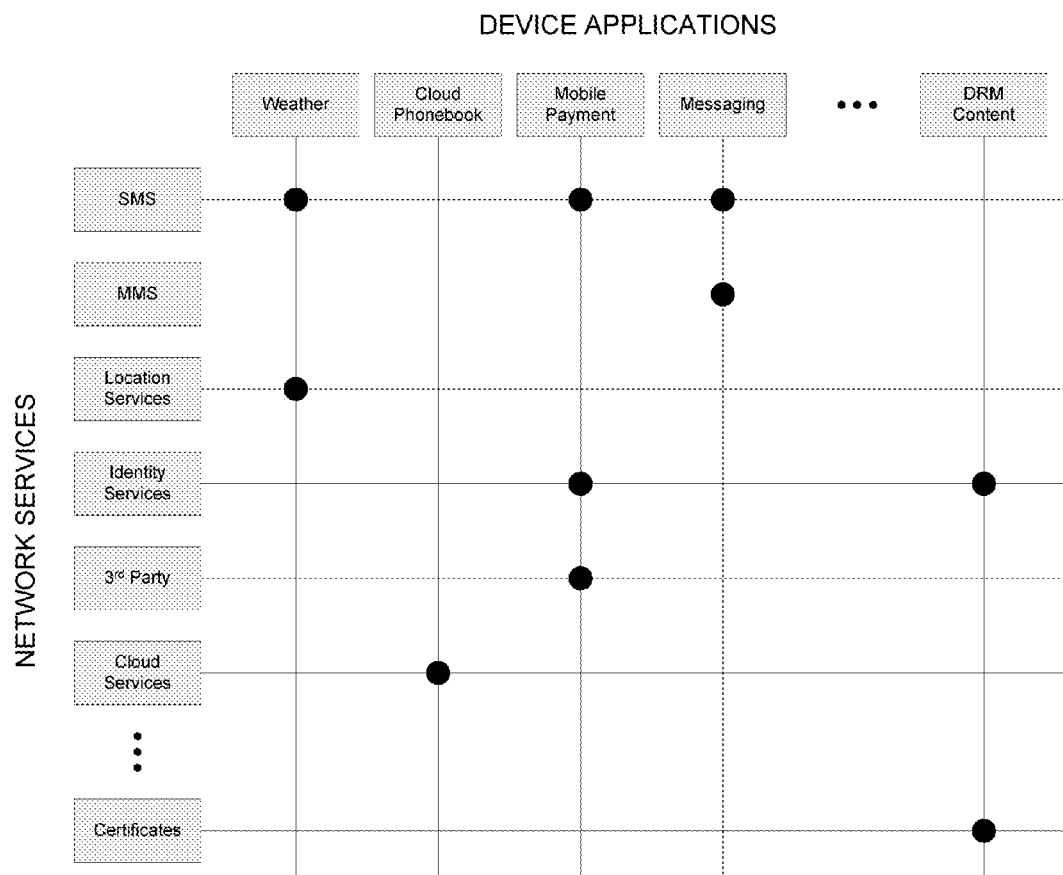 DEVICE APPLICATIONS
Weather
Cloud
Phonebook
Mobile
Payment
Messaging
DRM
Content
NETWORK SERVICES
SMS
MMS
Location
Services
Identity
Services
3rd Party
Cloud
Services
Certificates